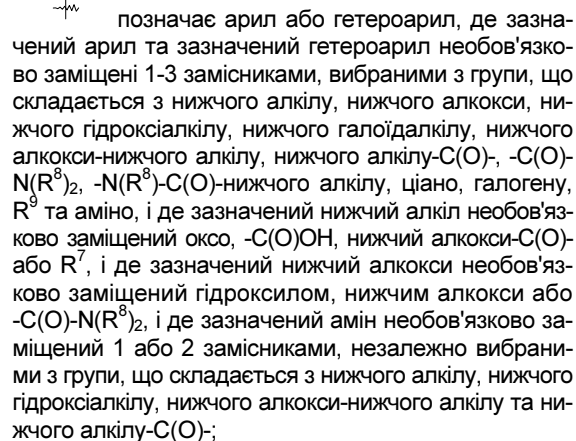 позначає арил або гетероарил, де зазна-
чений арил та зазначений гетероарил необов'язко-
во заміщені 1-3 замісниками, вибраними з групи, що
складається з нижчого алкілу, нижчого алкокси, ни-
жчого гідроксіалкілу, нижчого галоїдалкілу, нижчого
алкокси-нижчого алкілу, нижчого алкілу-C(O)-, -C(O)-
N(R⁸)₂, -N(R⁸)-C(O)-нижчого алкілу, ціано, галогену,
R⁹ та аміно, і де зазначений нижчий алкіл необов'яз-
ково заміщений оксо, -C(O)OH, нижчий алкокси-C(O)-
або R⁷, і де зазначений нижчий алкокси необов'яз-
ково заміщений гідроксилом, нижчим алкокси або
-C(O)-N(R⁸)₂, і де зазначений амін необов'язково за-
міщений 1 або 2 замісниками, незалежно вибрани-
ми з групи, що складається з нижчого алкілу, нижчого
гідроксіалкілу, нижчого алкокси-нижчого алкілу та ни-
жчого алкілу-C(O)-;